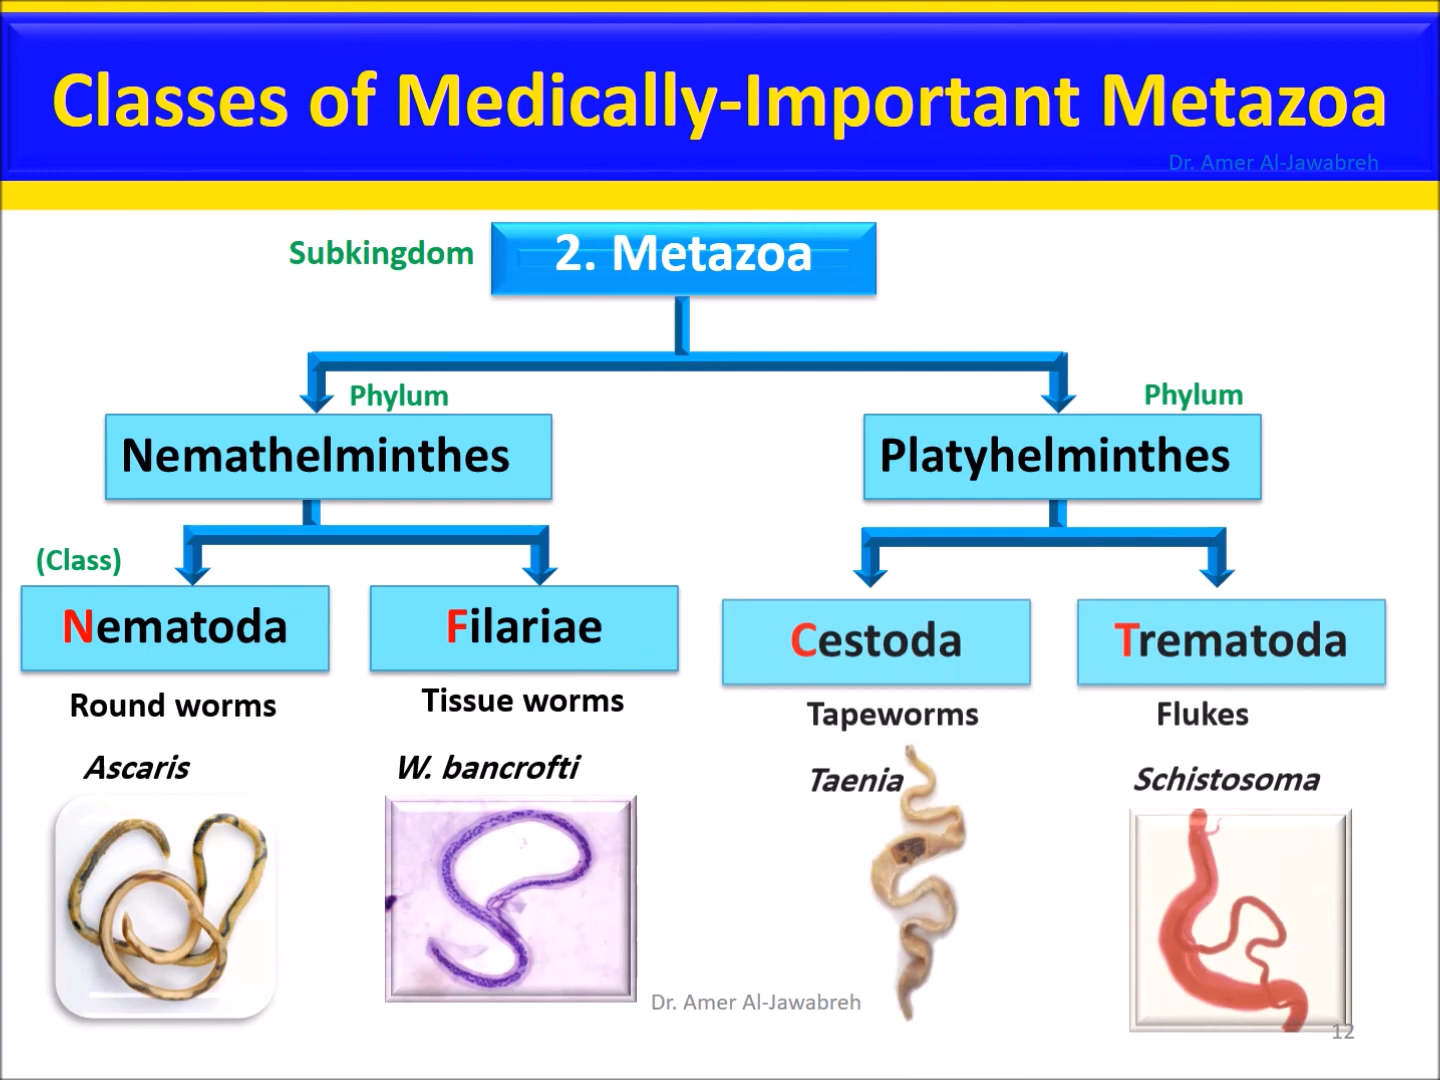 Classes of Medically-Important Metazoa
Dr. Amer Al-Jawabreh
Subkingdom
2. Metazoa
Phylum
Phylum
Nemathelminthes
Platyhelminthes
(Class)
Nematoda
Filariae
Cestoda
Trematoda
Round worms
Tissue worms
Tapeworms
Flukes
Ascaris
W. bancrofti
Taenia
Schistosoma
Dr. Amer Al-Jawabreh
12